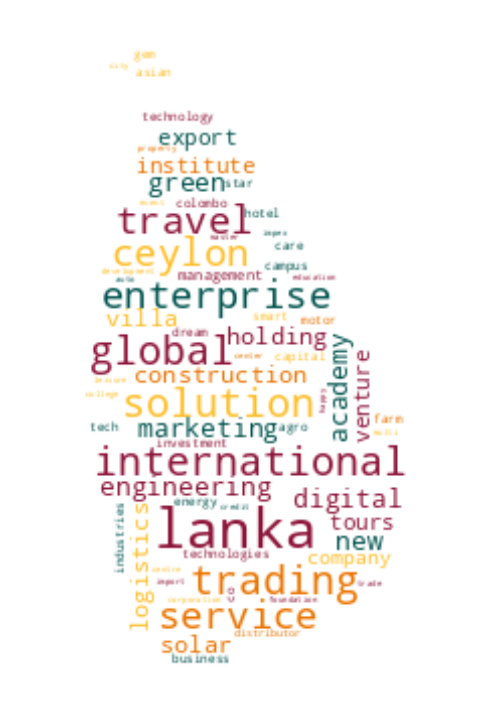 gem
city
asian
technology
export
property
institute
green star
event colombo
travel hotel
master impex
ceylon care
development management campus
auto education
enterprise
villa smart motor
dream holding
global center capital
construction academy venture
leisure
college solution happy
farm
tech marketing agro multi
investment
international
engineering
energy credit digital
industries logistics lanka tours
new
technologies company
centre
import trading trade
corporation co foundation
service
distributor
solar
business